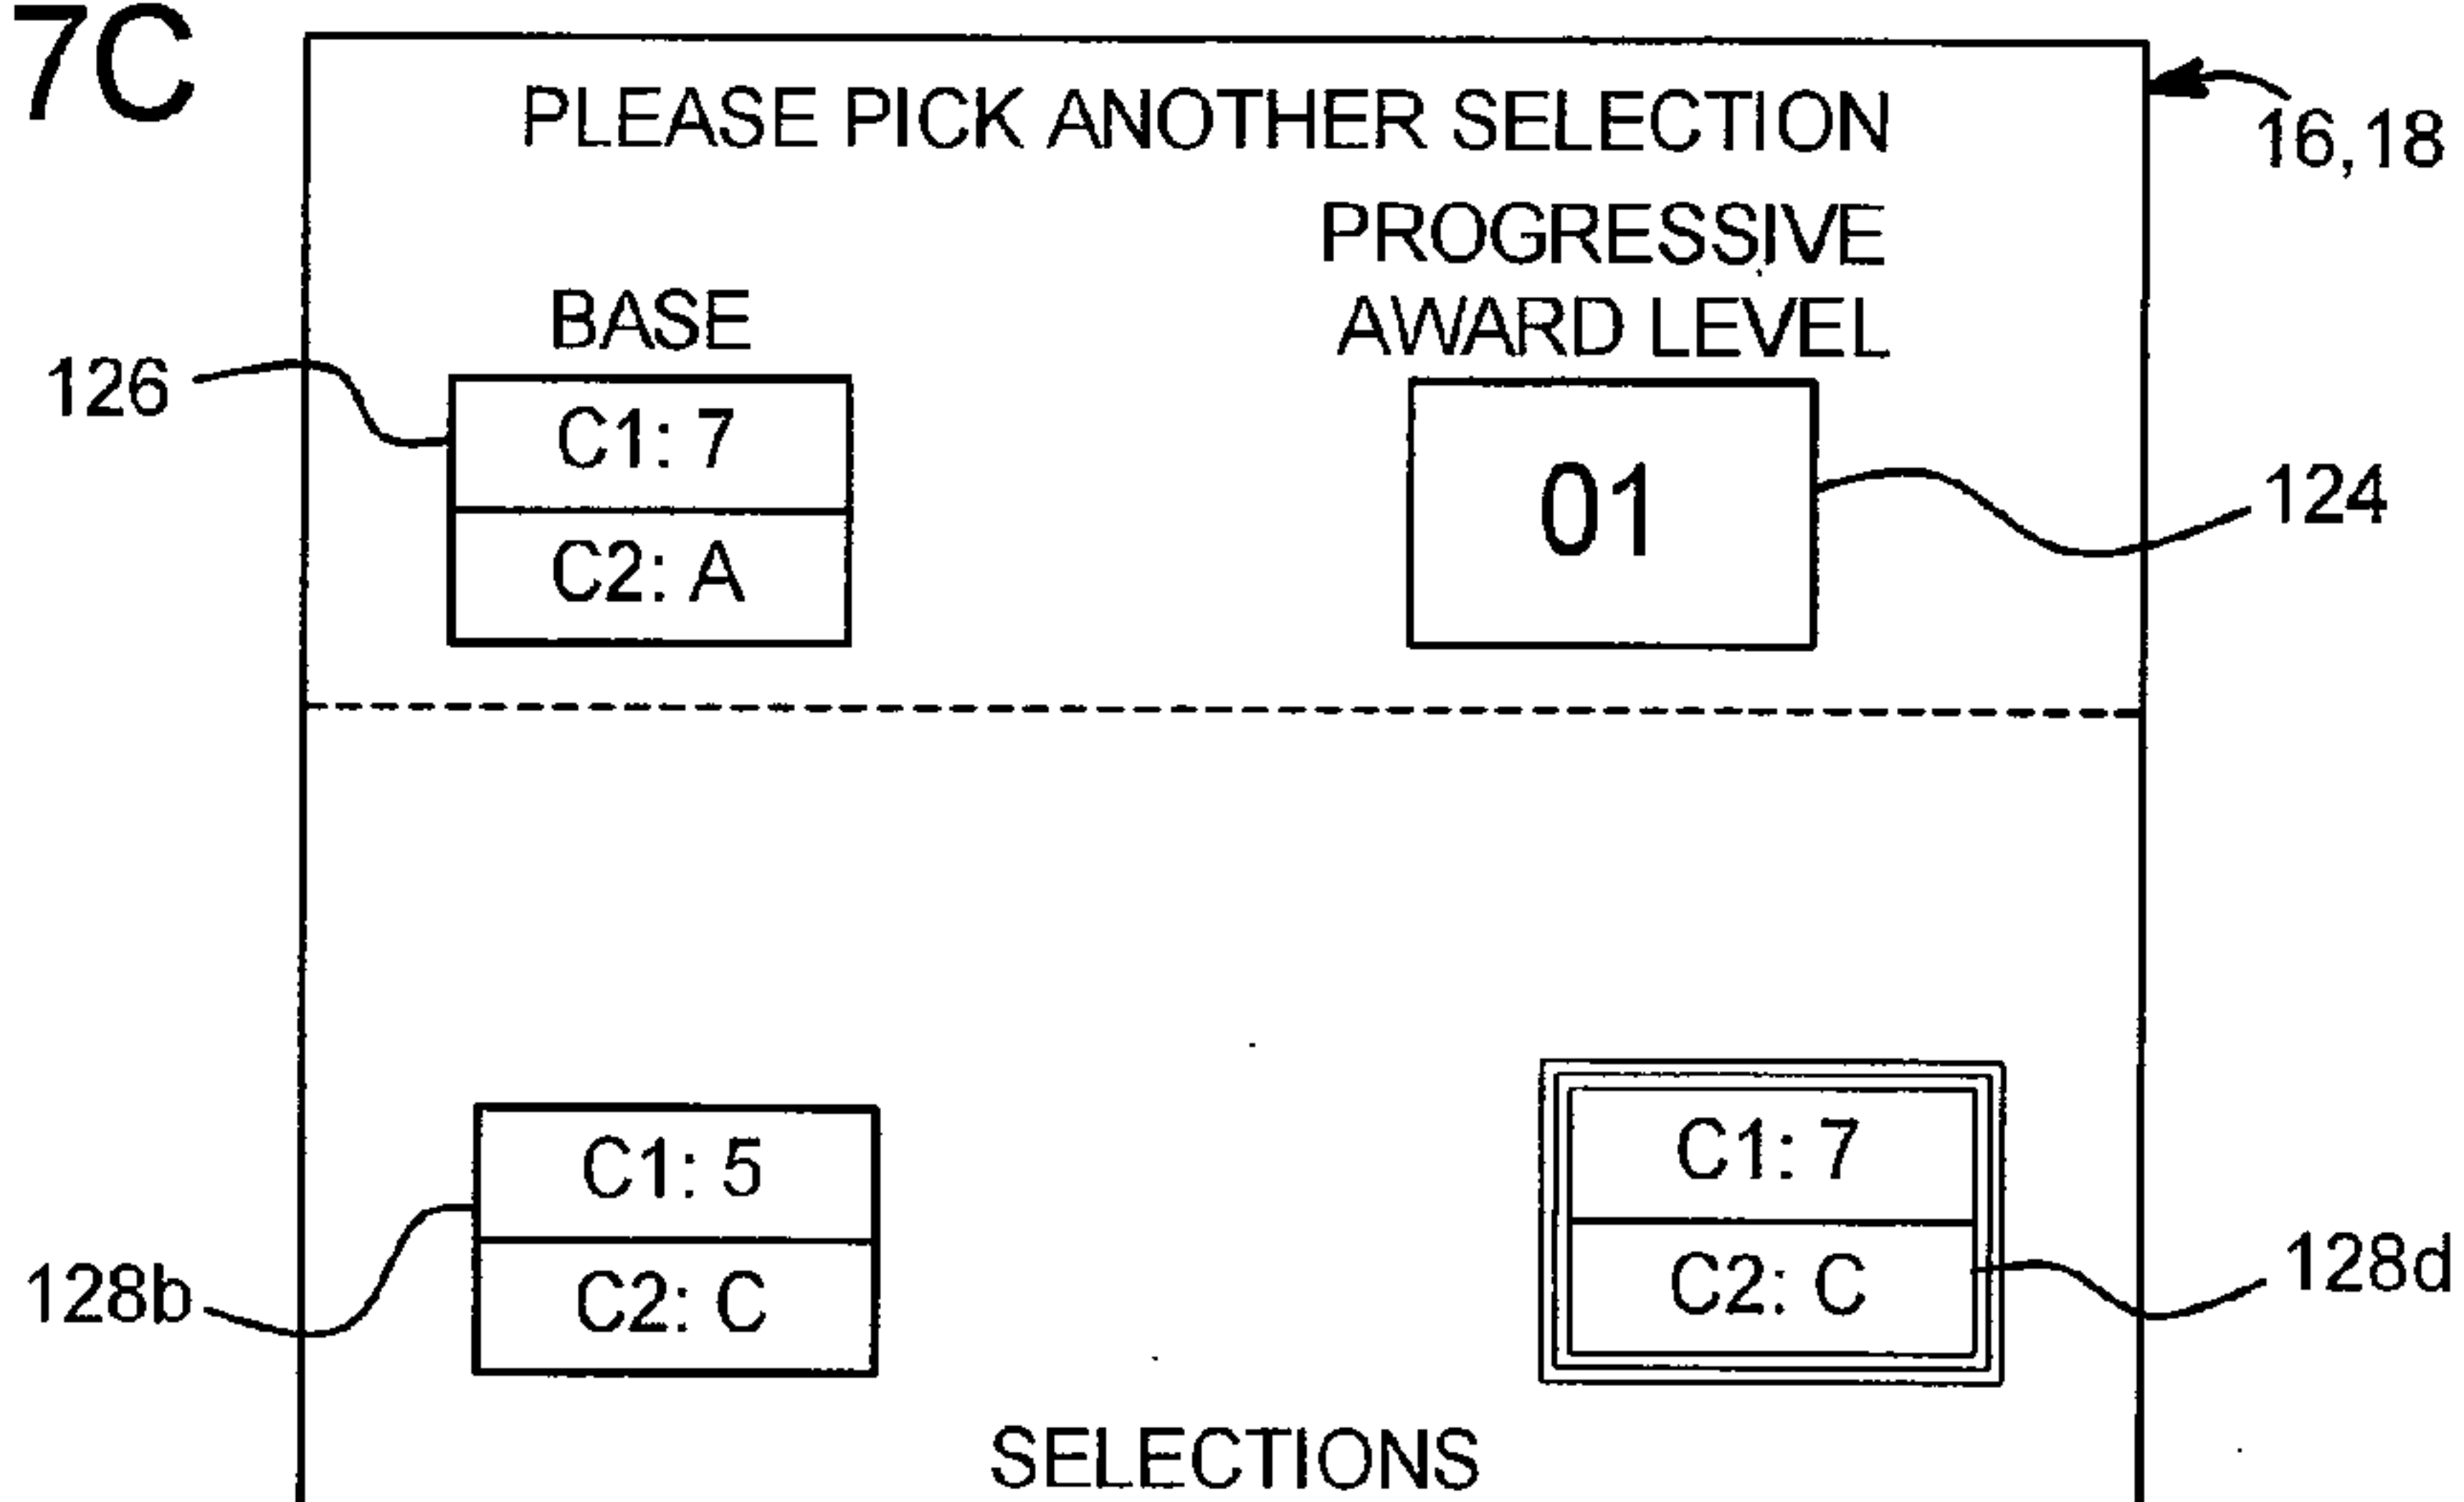 7C
PLEASE PICK ANOTHER SELECTION
16,18
PROGRESSIVE
AWARD LEVEL
BASE
126
C1: 7
C2: A
01
124
C1: 5
C2: C
C1: 7
C2: C
128b
128d
SELECTIONS